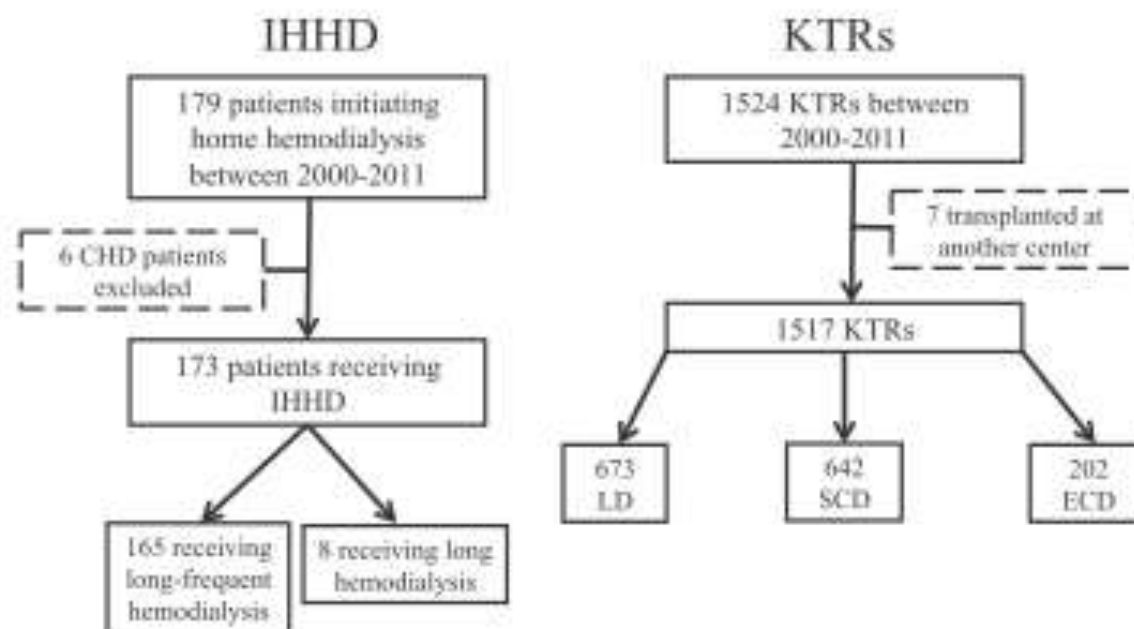 IHHD
179 patients initiating
home hemodialysis
between 2000-2011
6 CHD patients
excluded
173 patients receiving
IHHD
165 receiving
long-frequent
hemodialysis
8 receiving long
hemodialysis
KTRs
1524 KTRs between
2000-2011
7 transplanted at
another center
1517 KTRs
673
LD
642
SCD
202
ECD